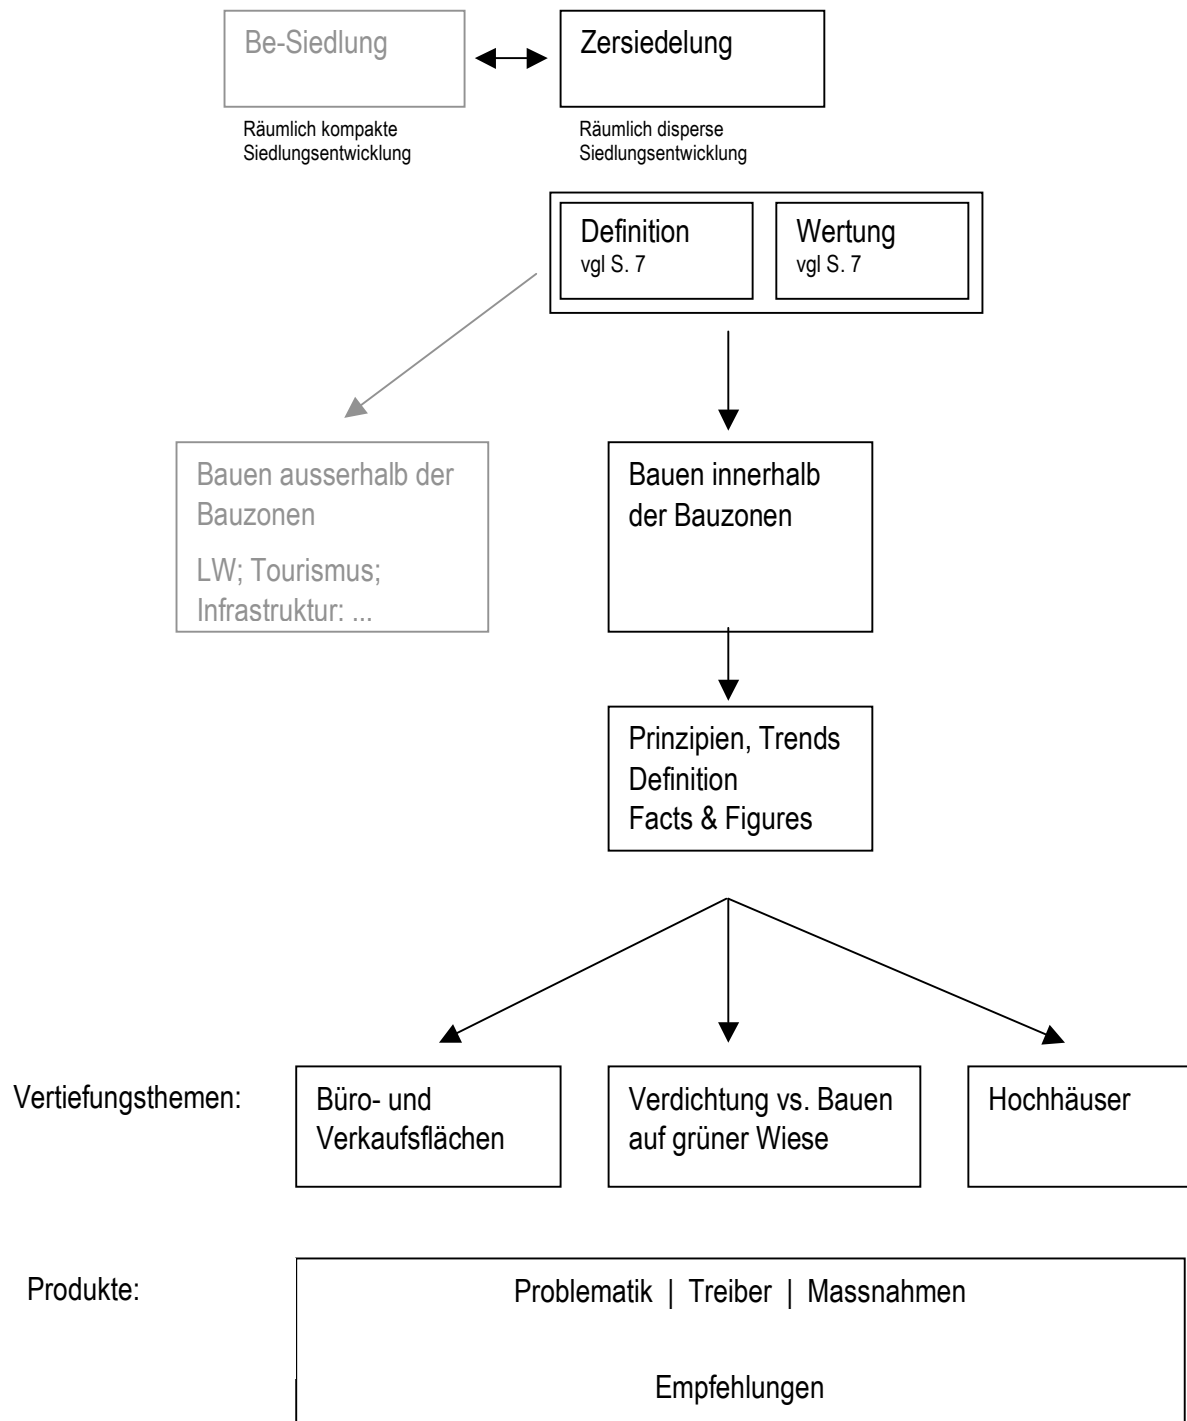 Be-Siedlung
Zersiedelung
Räumlich kompakte
Siedlungsentwicklung
Räumlich disperse
Siedlungsentwicklung
Definition
vgl S. 7
Wertung
vgl S. 7
Bauen ausserhalb der
Bauzonen
LW; Tourismus;
Infrastruktur: ...
Bauen innerhalb
der Bauzonen
Prinzipien, Trends
Definition
Facts & Figures
Vertiefungsthemen:
Büro- und
Verkaufsflächen
Verdichtung vs. Bauen
auf grüner Wiese
Hochhäuser
Produkte:
Problematik | Treiber | Massnahmen
Empfehlungen